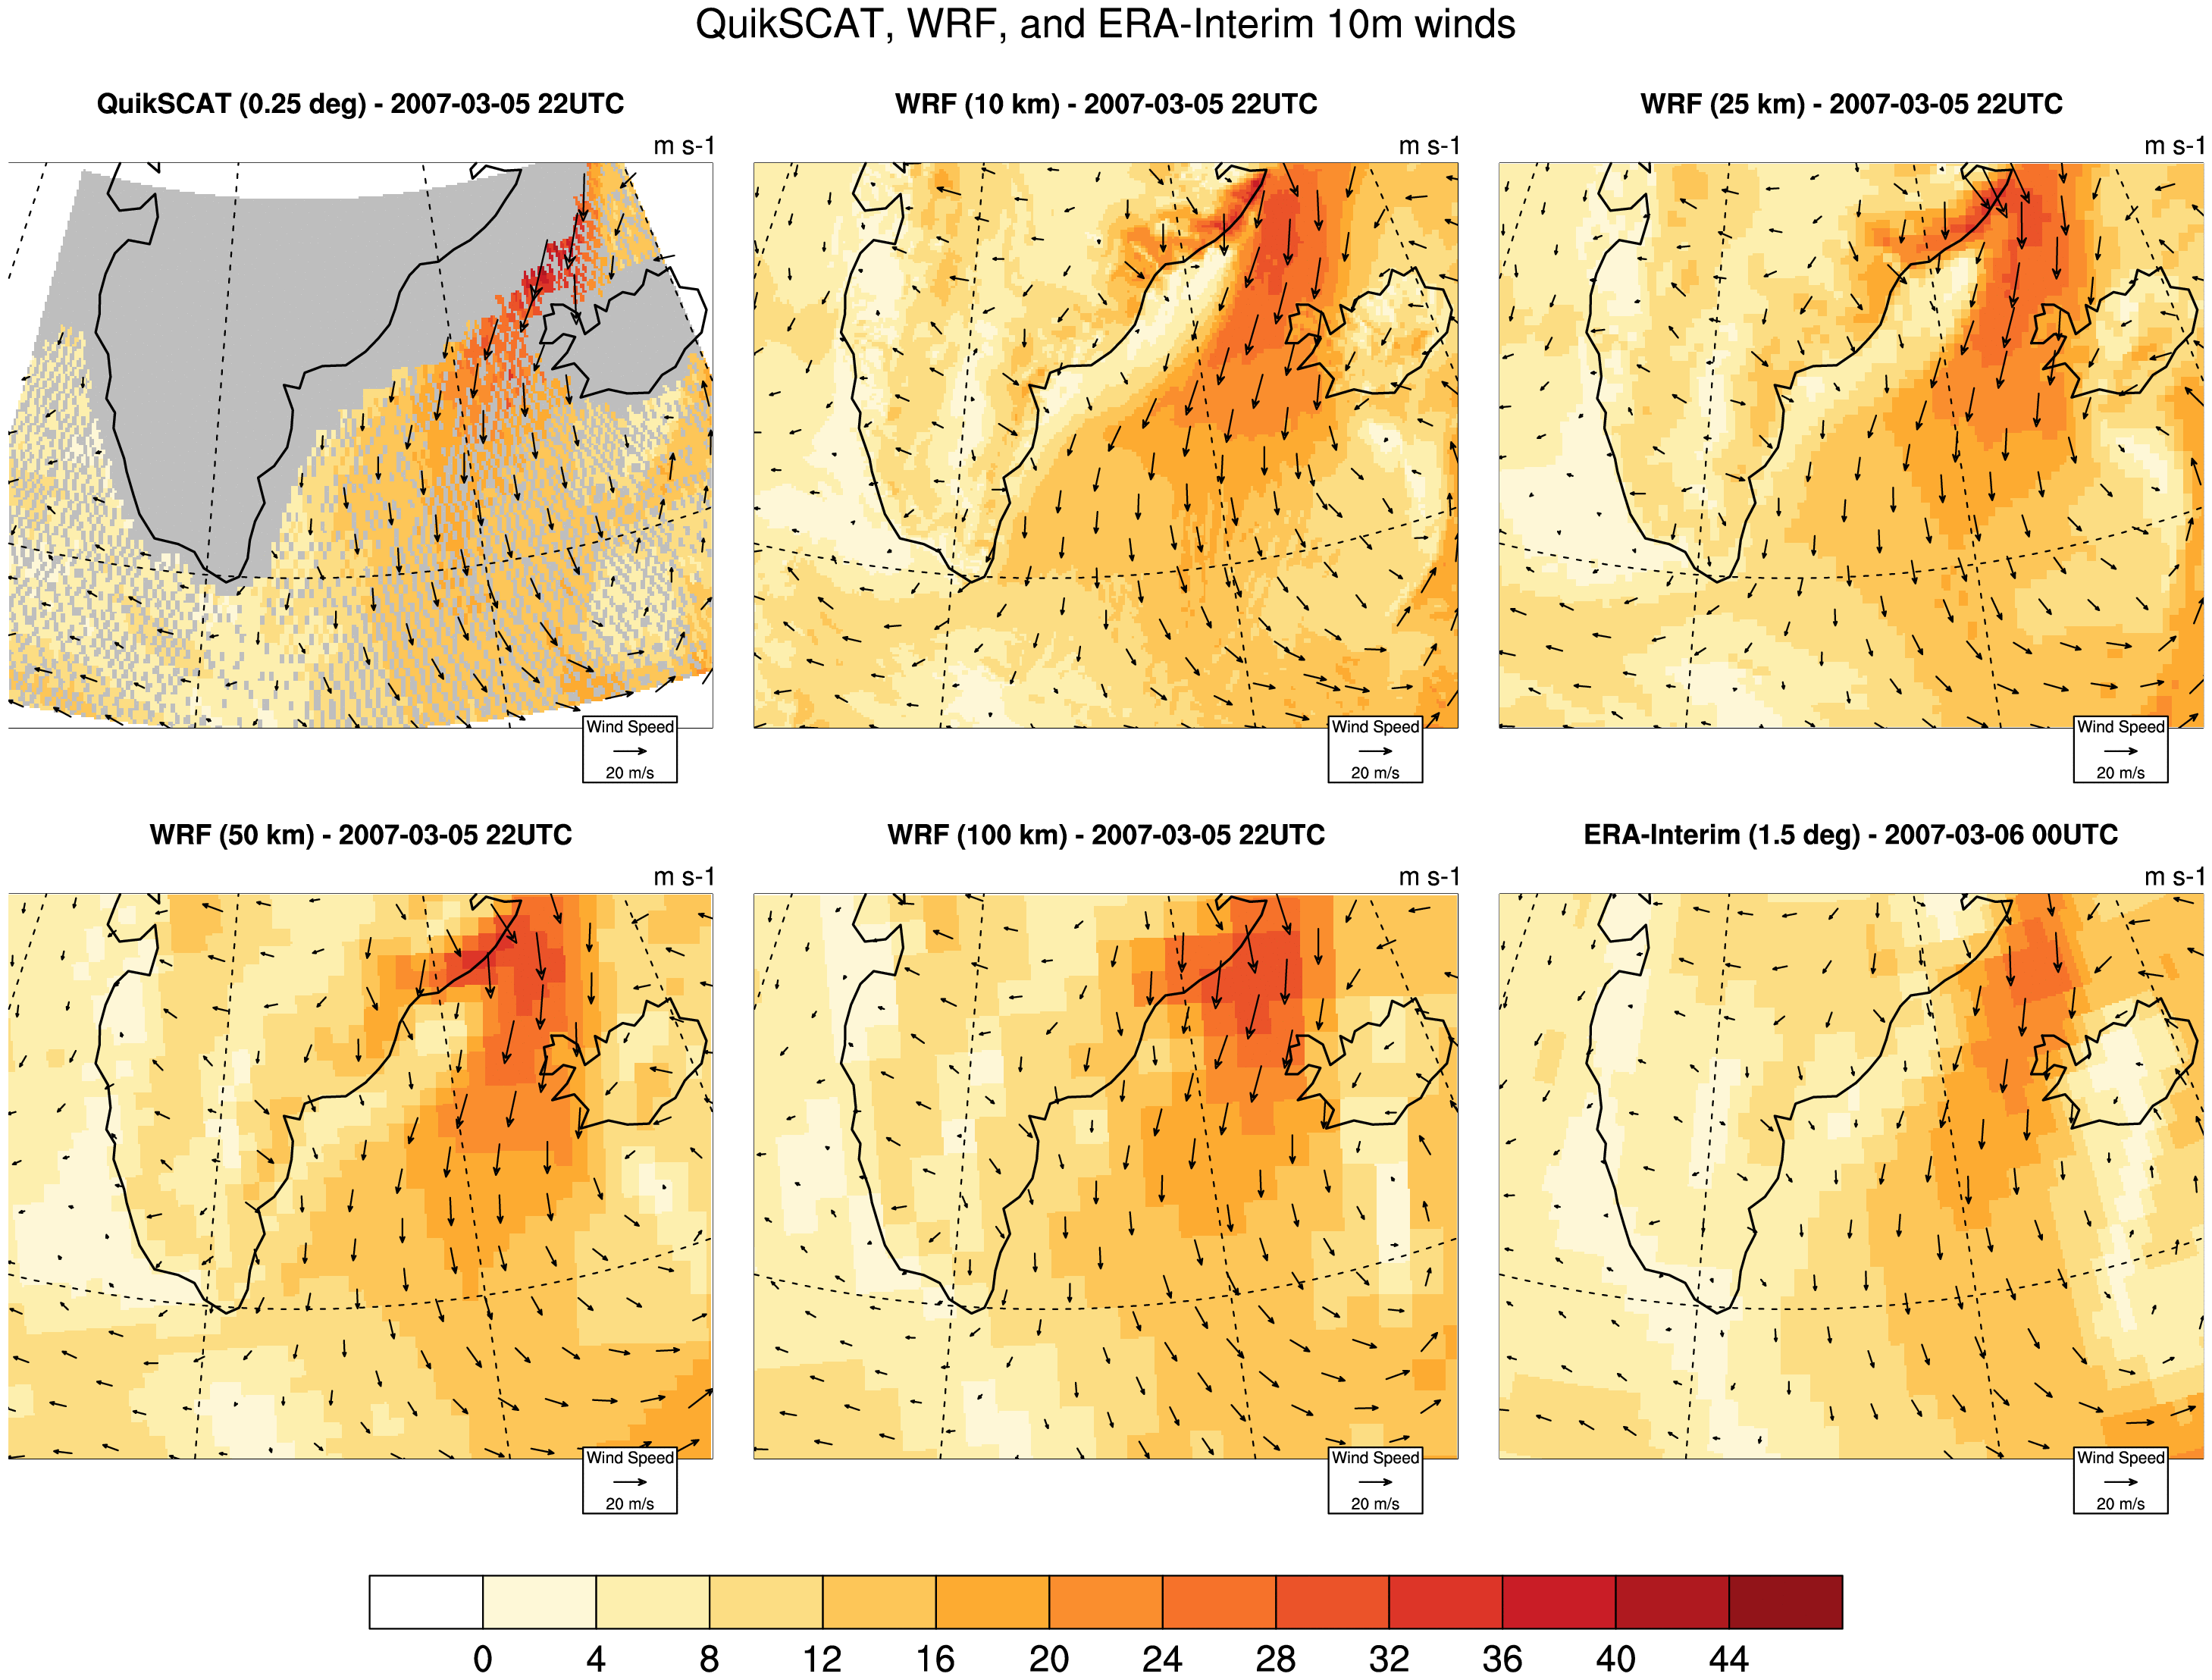 QuikSCAT, WRF, and ERA-Interim 10m winds
QuikSCAT (0.25 deg) - 2007-03-05 22UTC
m s-1
Wind Speed
20 m/s
WRF (10 km) - 2007-03-05 22UTC
m s-1
Wind Speed
20 m/s
WRF (25 km) - 2007-03-05 22UTC
m s-1
Wind Speed
20 m/s
WRF (50 km) - 2007-03-05 22UTC
m s-1
Wind Speed
20 m/s
WRF (100 km) - 2007-03-05 22UTC
m s-1
Wind Speed
20 m/s
ERA-Interim (1.5 deg) - 2007-03-06 00UTC
m s-1
Wind Speed
20 m/s
0 4 8 12 16 20 24 28 32 36 40 44